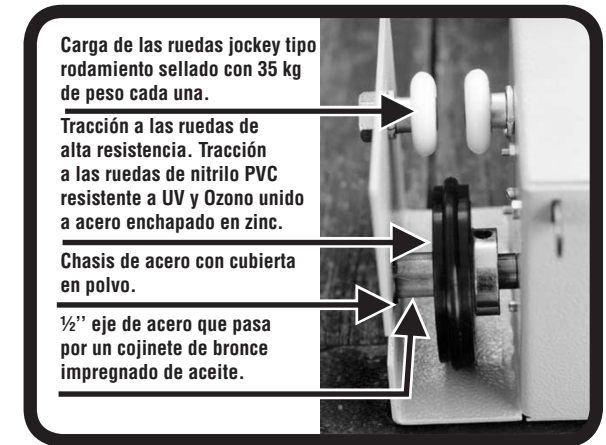 Carga de las ruedas jockey tipo
rodamiento sellado con 35 kg
de peso cada una.
Tracción a las ruedas de
alta resistencia. Tracción
a las ruedas de nitrilo PVC
resistente a UV y Ozono unido
a acero enchapado en zinc.
Chasis de acero con cubierta
en polvo.
½’’ eje de acero que pasa
por un cojinete de bronce
impregnado de aceite.